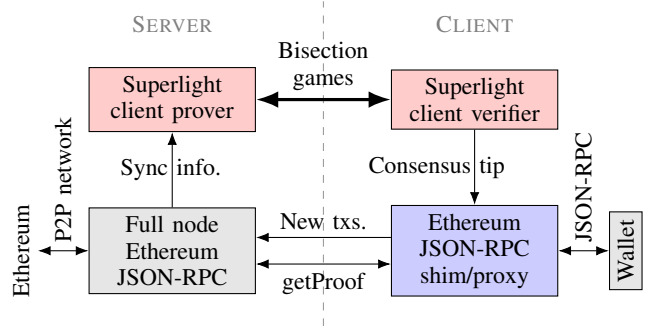 SERVER
CLIENT
Bisection
games
Superlight
client prover
Superlight
client verifier
Sync info.
Consensus tip
Ethereum
P2P network
Full node
Ethereum
JSON-RPC
New txs.
getProof
Ethereum
JSON-RPC
shim/proxy
JSON-RPC
Wallet